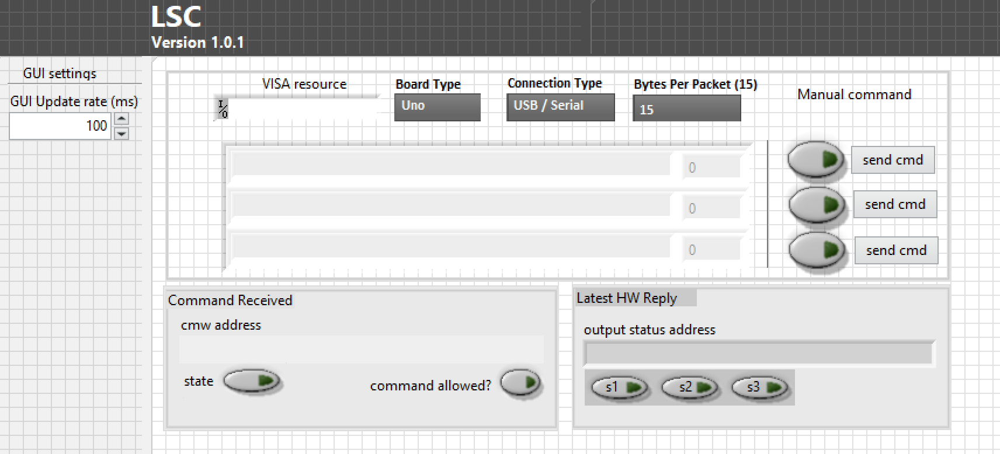 LSC
Version 1.0.1
GUI settings
GUI Update rate (ms)
100
VISA resource
I/O
Board Type
Uno
Connection Type
USB / Serial
Bytes Per Packet (15)
15
Manual command
0
send cmd
0
send cmd
0
send cmd
Command Received
cmw address
state
command allowed?
Latest HW Reply
output status address
s1
s2
s3